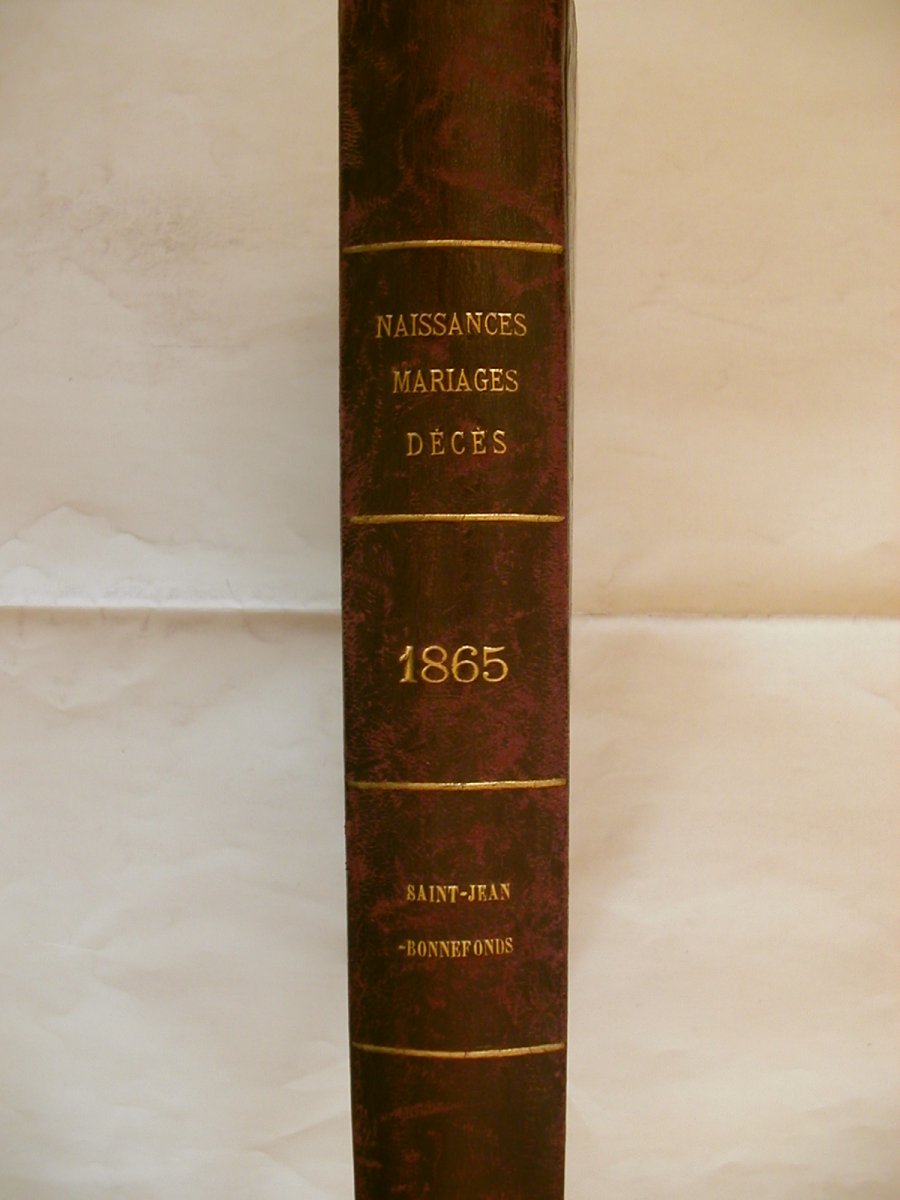 NAISSANCES
MARIAGES
DÉCÈS
1865
SAINT-JEAN
-BONNEFONDS